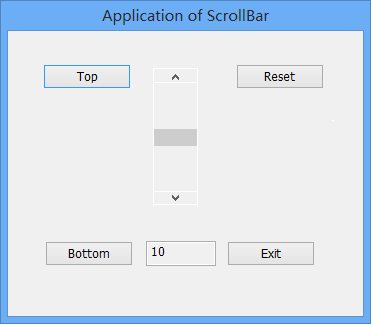 Application of ScrollBar
Top
Reset
Bottom
10
Exit